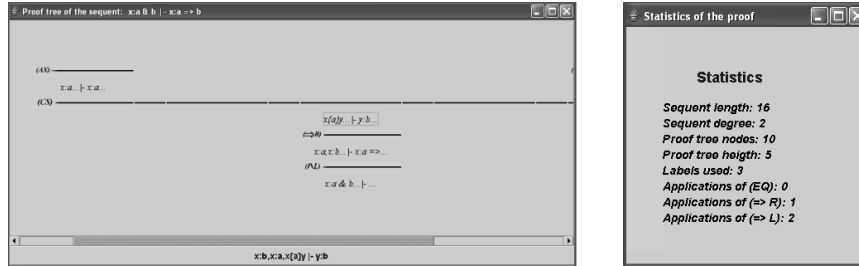 Proof tree of the sequent: x:a & b |- x:a => b
(AX)
x:a... |- x:a...
(CS)
x{a}y... |- y:b...
(=>R)
x:a,x:b... |- x:a =>...
(/\L)
x:a & b... |- ...
x:b,x:a,x{a}y |- y:b
Statistics of the proof
Statistics
Sequent length: 16
Sequent degree: 2
Proof tree nodes: 10
Proof tree heigth: 5
Labels used: 3
Applications of (EQ): 0
Applications of (=> R): 1
Applications of (=> L): 2